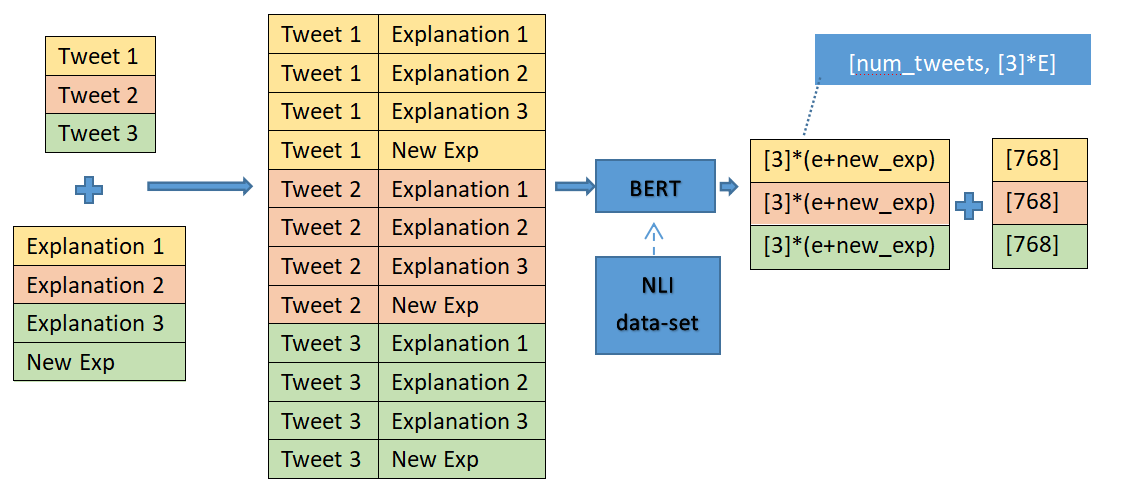 Tweet 1
Tweet 2
Tweet 3
Explanation 1
Explanation 2
Explanation 3
New Exp
Tweet 1 Explanation 1
Tweet 1 Explanation 2
Tweet 1 Explanation 3
Tweet 1 New Exp
Tweet 2 Explanation 1
Tweet 2 Explanation 2
Tweet 2 Explanation 3
Tweet 2 New Exp
Tweet 3 Explanation 1
Tweet 3 Explanation 2
Tweet 3 Explanation 3
Tweet 3 New Exp
BERT
NLI
data-set
[num_tweets, [3]*E]
[3]*(e+new_exp)
[3]*(e+new_exp)
[3]*(e+new_exp)
[768]
[768]
[768]